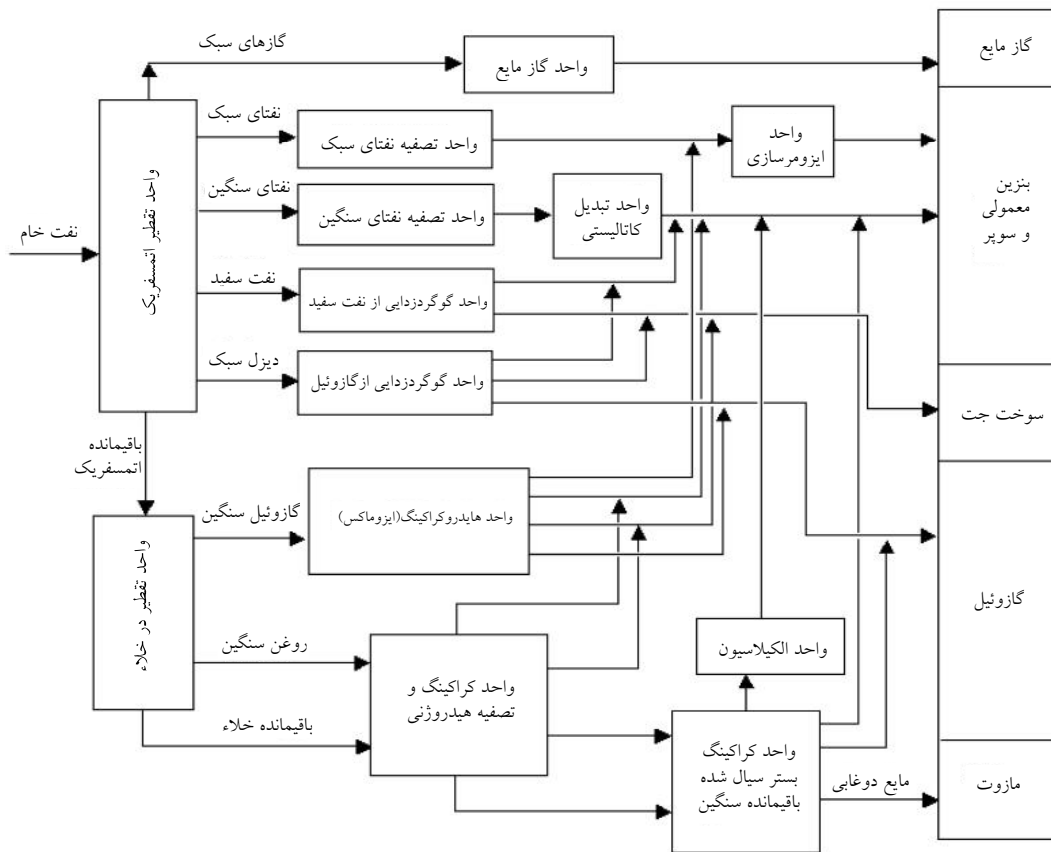 گازهای سبک
واحد گاز مایع
گاز مایع
نفتای سبک
واحد تصفیه نفتای سبک
واحد
ایزومرسازی
نفتای سنگین
واحد تصفیه نفتای سنگین
واحد تبدیل
کاتالیستی
بنزین
معمولی
و سوپر
نفت خام
واحد تقطیر اتمسفریک
نفت سفید
واحد گوگردزدایی از نفت سفید
دیزل سبک
واحد گوگردزدایی ازگازوئیل
سوخت جت
باقیمانده
اتمسفریک
گازوئیل سنگین
واحد هایدروکراکینگ(ایزوماکس)
واحد تقطیر در خلاء
گازوئیل
روغن سنگین
واحد کراکینگ و
تصفیه هیدروژنی
واحد الکیلاسیون
باقیمانده خلاء
واحد کراکینگ
بستر سیال شده
باقیمانده سنگین
مایع دوغابی
مازوت